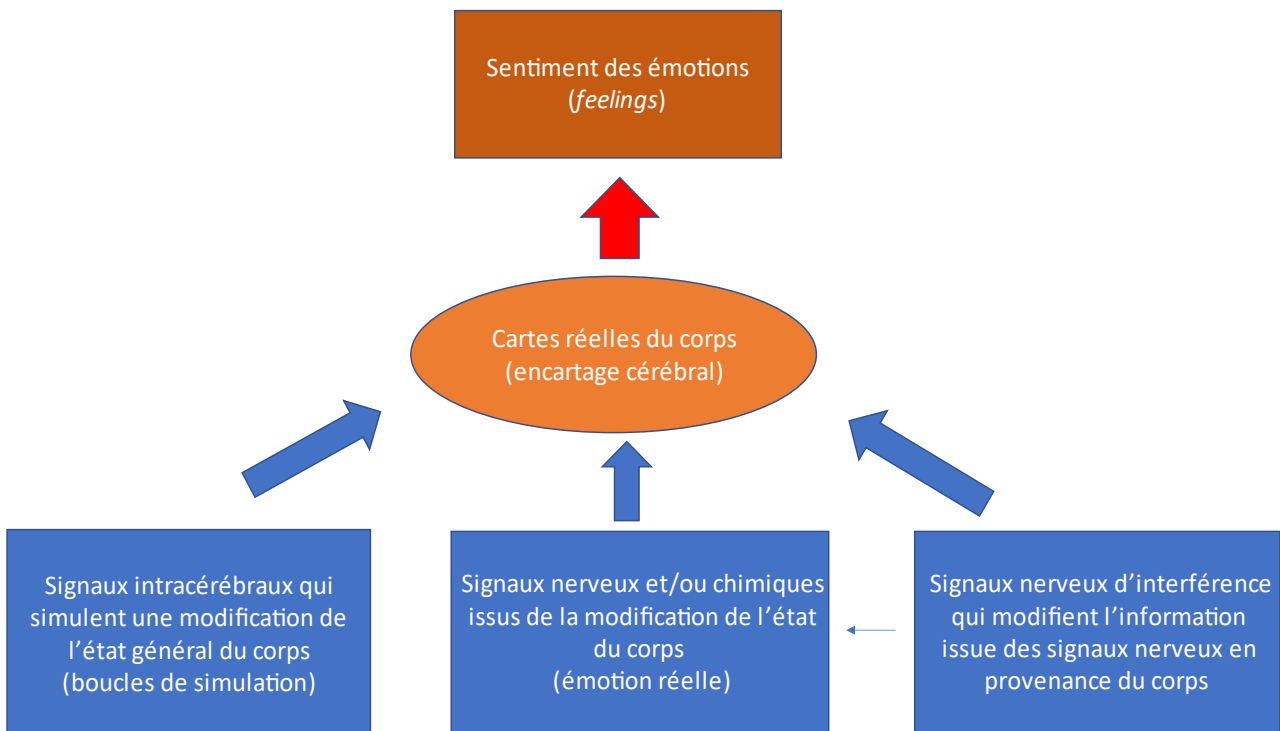 Sentiment des émotions
(feelings)
Cartes réelles du corps
(encartage cérébral)
Signaux intracérébraux qui
simulent une modification de
l'état général du corps
(boucles de simulation)
Signaux nerveux et/ou chimiques
issus de la modification de l'état
du corps
(émotion réelle)
Signaux nerveux d'interférence
qui modifient l'information
issue des signaux nerveux en
provenance du corps